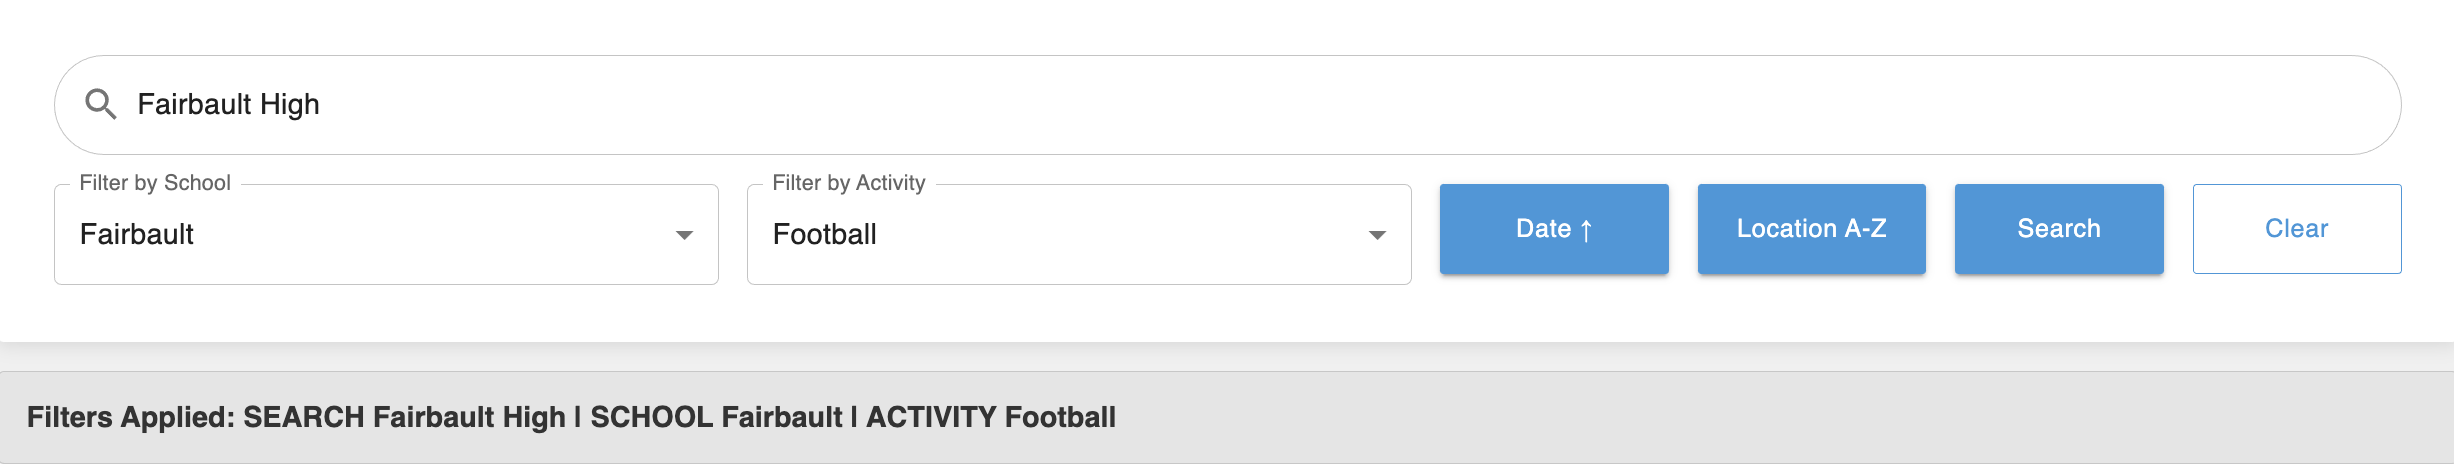 Fairbault High
Filter by School
Fairbault
Filter by Activity
Football
Date ↑
Location A-Z
Search
Clear
Filters Applied: SEARCH Fairbault High | SCHOOL Fairbault | ACTIVITY Football